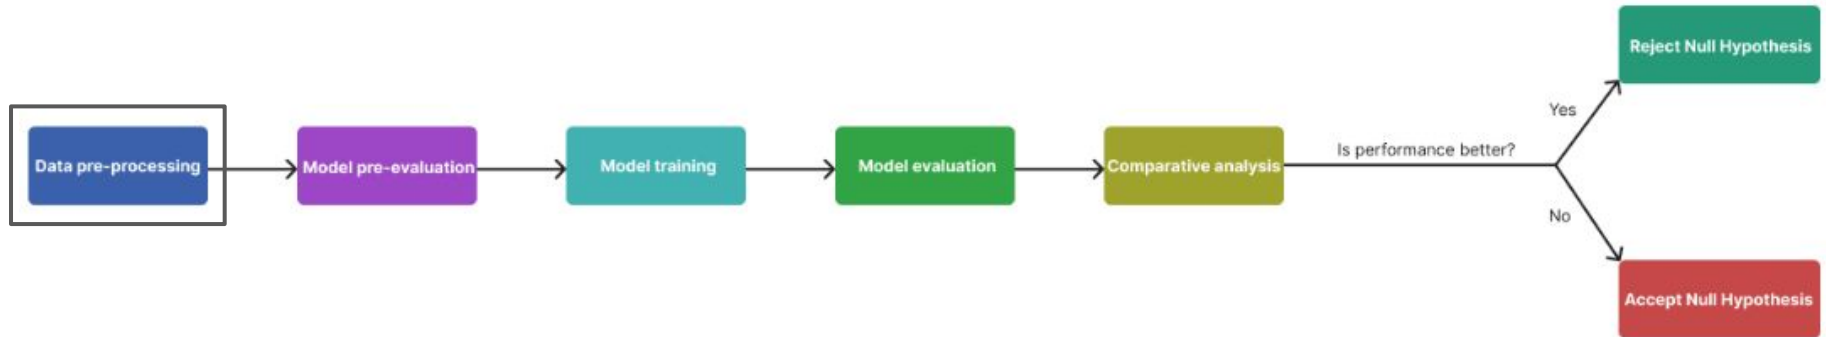 Data pre-processing
Model pre-evaluation
Model training
Model evaluation
Comparative analysis
Is performance better?
Yes
Reject Null Hypothesis
No
Accept Null Hypothesis